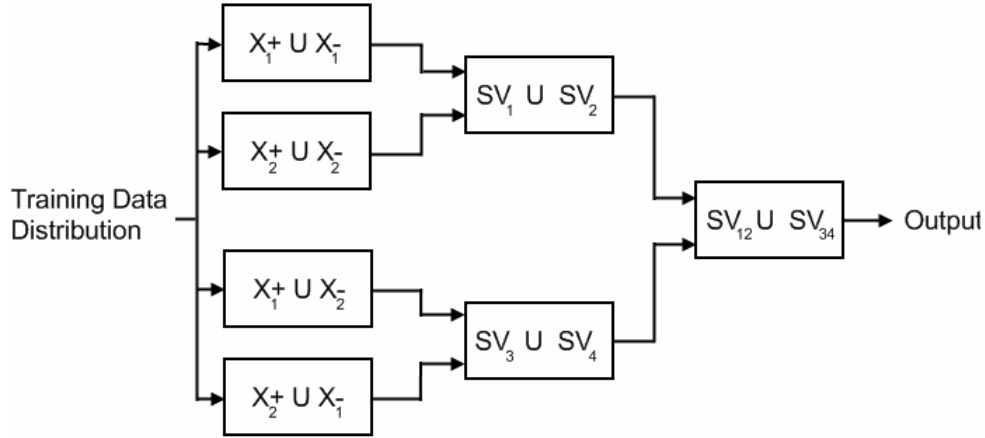 X₁+ U X₁-
SV₁ U SV₂
X₂+ U X₂-
Training Data
Distribution
SV₁₂ U SV₃₄
Output
X₁+ U X₂-
SV₃ U SV₄
X₂+ U X₁-